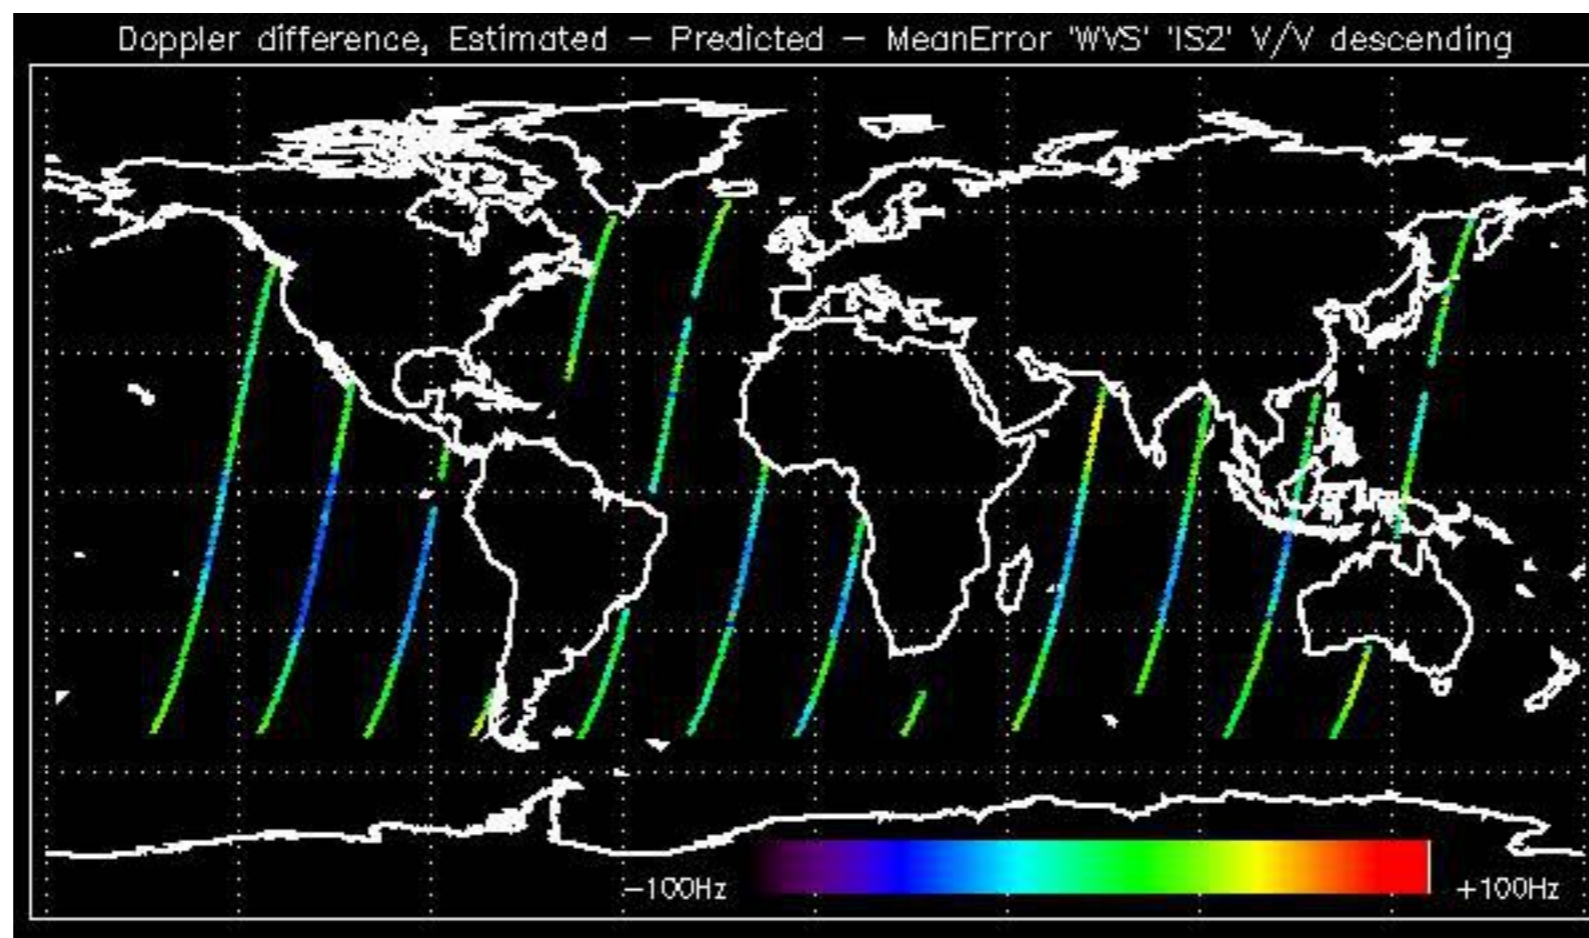 Doppler difference, Estimated – Predicted – MeanError 'WVS' 'IS2' V/V descending
–100Hz +100Hz